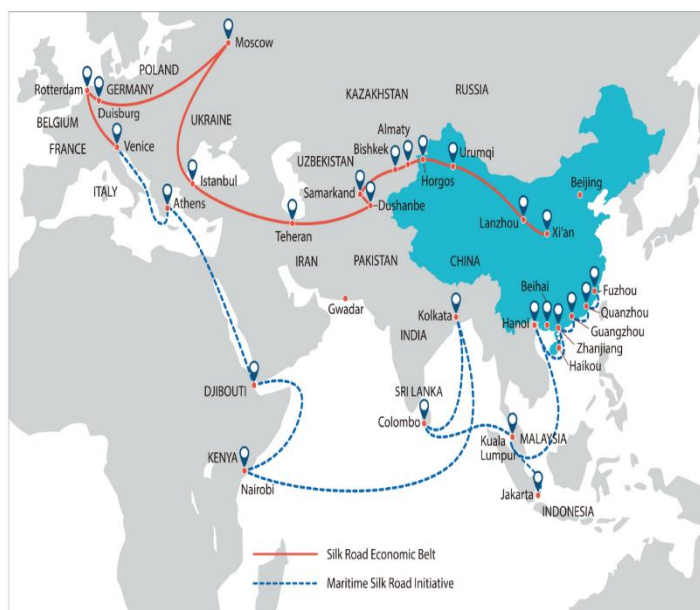 Moscow
POLAND
Rotterdam
GERMANY
Duisburg
KAZAKHSTAN
RUSSIA
BELGIUM
UKRAINE
Almaty
FRANCE
Venice
Bishkek
UZBEKISTAN
Urumqi
Horgos
ITALY
Istanbul
Samarkand
Beijing
Athens
Dushanbe
Lanzhou
Xi'an
Teheran
IRAN
PAKISTAN
CHINA
Beihai
Fuzhou
Gwadar
Kolkata
Quanzhou
INDIA
Hanoi
Guangzhou
Zhanjiang
Haikou
DJIBOUTI
SRI LANKA
Colombo
Kuala
Lumpur
MALAYSIA
KENYA
Nairobi
Jakarta
INDONESIA
Silk Road Economic Belt
Maritime Silk Road Initiative